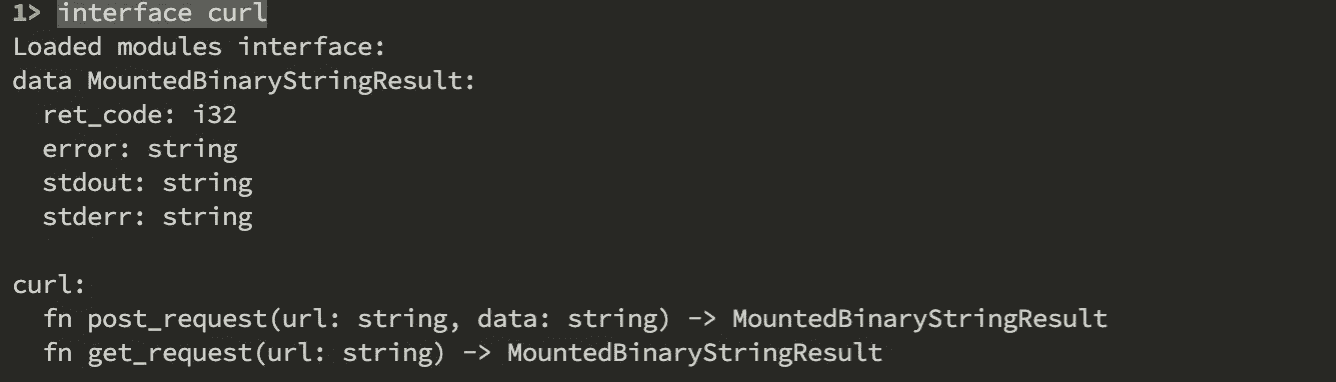 1> interface curl
Loaded modules interface:
data MountedBinaryStringResult:
  ret_code: i32
  error: string
  stdout: string
  stderr: string

curl:
  fn post_request(url: string, data: string) -> MountedBinaryStringResult
  fn get_request(url: string) -> MountedBinaryStringResult